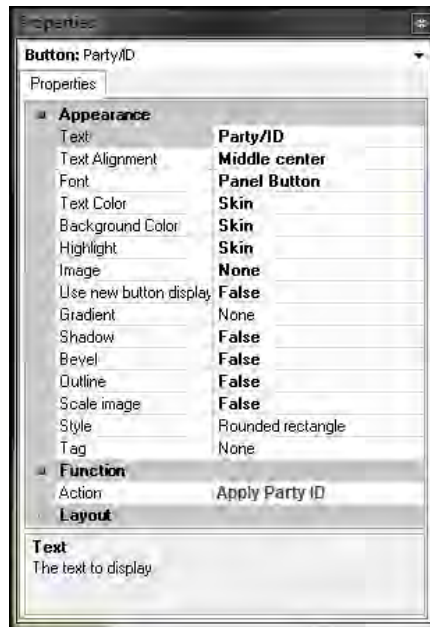 Properties
Button: Party/ID
Properties
Appearance
Text Party/ID
Text Alignment Middle center
Font Panel Button
Text Color Skin
Background Color Skin
Highlight Skin
Image None
Use new button display False
Gradient None
Shadow False
Bevel False
Outline False
Scale image False
Style Rounded rectangle
Tag None
Function
Action Apply Party ID
Layout
Text
The text to display